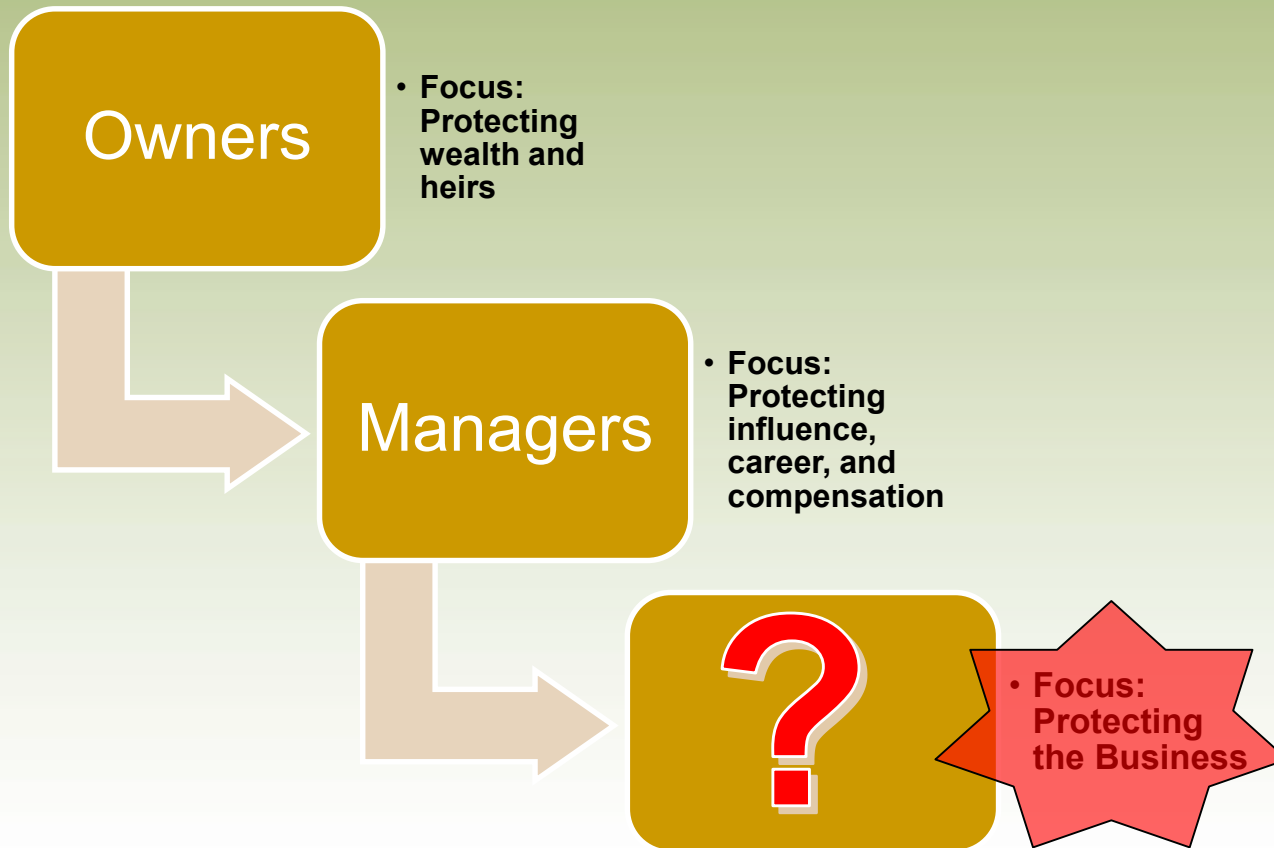 Owners
• Focus:
Protecting
wealth and
heirs
Managers
• Focus:
Protecting
influence,
career, and
compensation
?
• Focus:
Protecting
the Business